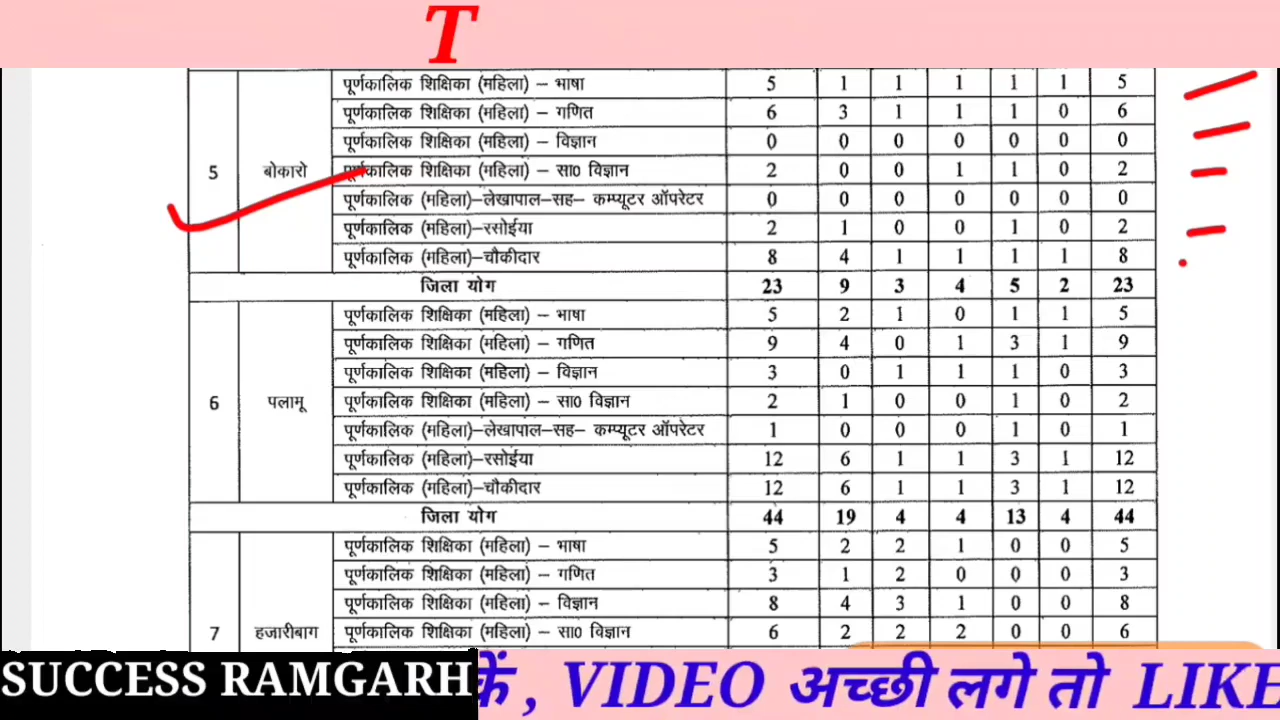 T
पूर्णकालिक शिक्षिका (महिला) – भाषा 5 1 1 1 1 1 5
पूर्णकालिक शिक्षिका (महिला) – गणित 6 3 1 1 1 0 6
पूर्णकालिक शिक्षिका (महिला) – विज्ञान 0 0 0 0 0 0 0
5 बोकारो पूर्णकालिक शिक्षिका (महिला) – सा0 विज्ञान 2 0 0 1 1 0 2
पूर्णकालिक (महिला)–लेखापाल–सह– कम्प्यूटर ऑपरेटर 0 0 0 0 0 0 0
पूर्णकालिक (महिला)–रसोईया 2 1 0 0 1 0 2
पूर्णकालिक (महिला)–चौकीदार 8 4 1 1 1 1 8
जिला योग 23 9 3 4 5 2 23
पूर्णकालिक शिक्षिका (महिला) – भाषा 5 2 1 0 1 1 5
पूर्णकालिक शिक्षिका (महिला) – गणित 9 4 0 1 3 1 9
पूर्णकालिक शिक्षिका (महिला) – विज्ञान 3 0 1 1 1 0 3
6 पलामू पूर्णकालिक शिक्षिका (महिला) – सा0 विज्ञान 2 1 0 0 1 0 2
पूर्णकालिक (महिला)–लेखापाल–सह– कम्प्यूटर ऑपरेटर 1 0 0 0 1 0 1
पूर्णकालिक (महिला)–रसोईया 12 6 1 1 3 1 12
पूर्णकालिक (महिला)–चौकीदार 12 6 1 1 3 1 12
जिला योग 44 19 4 4 13 4 44
पूर्णकालिक शिक्षिका (महिला) – भाषा 5 2 2 1 0 0 5
पूर्णकालिक शिक्षिका (महिला) – गणित 3 1 2 0 0 0 3
पूर्णकालिक शिक्षिका (महिला) – विज्ञान 8 4 3 1 0 0 8
7 हजारीबाग पूर्णकालिक शिक्षिका (महिला) – सा0 विज्ञान 6 2 2 2 0 0 6
SUCCESS RAMGARH कें , VIDEO अच्छी लगे तो LIKE